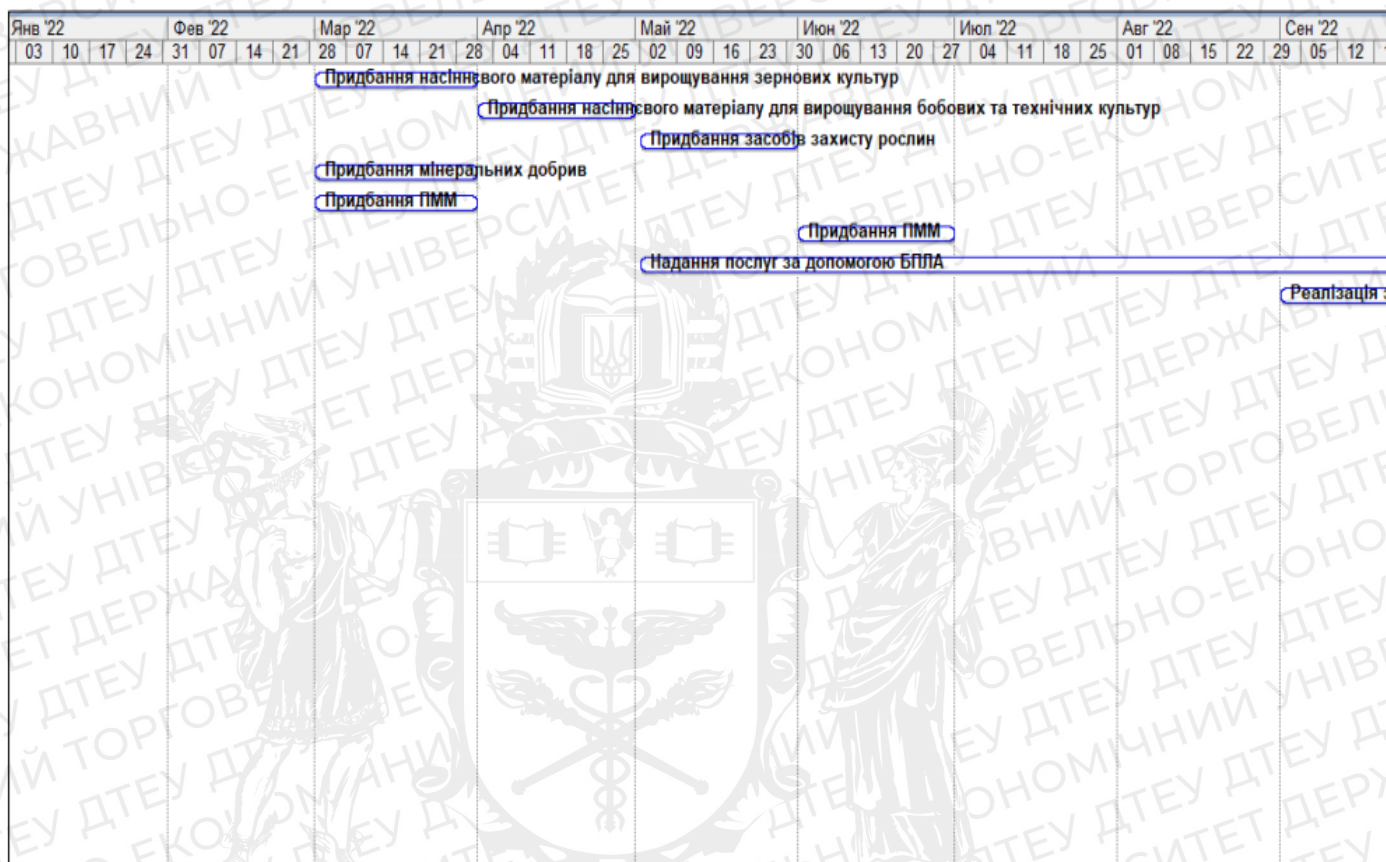 Янв '22 Фев '22 Мар '22 Апр '22 Май '22 Июн '22 Июл '22 Авг '22 Сен '22
03 10 17 24 31 07 14 21 28 07 14 21 28 04 11 18 25 02 09 16 23 30 06 13 20 27 04 11 18 25 01 08 15 22 29 05 12
Придбання насіннєвого матеріалу для вирощування зернових культур
Придбання насіннєвого матеріалу для вирощування бобових та технічних культур
Придбання засобів захисту рослин
Придбання мінеральних добрив
Придбання ПММ
Придбання ПММ
Надання послуг за допомогою БПЛА
Реалізація